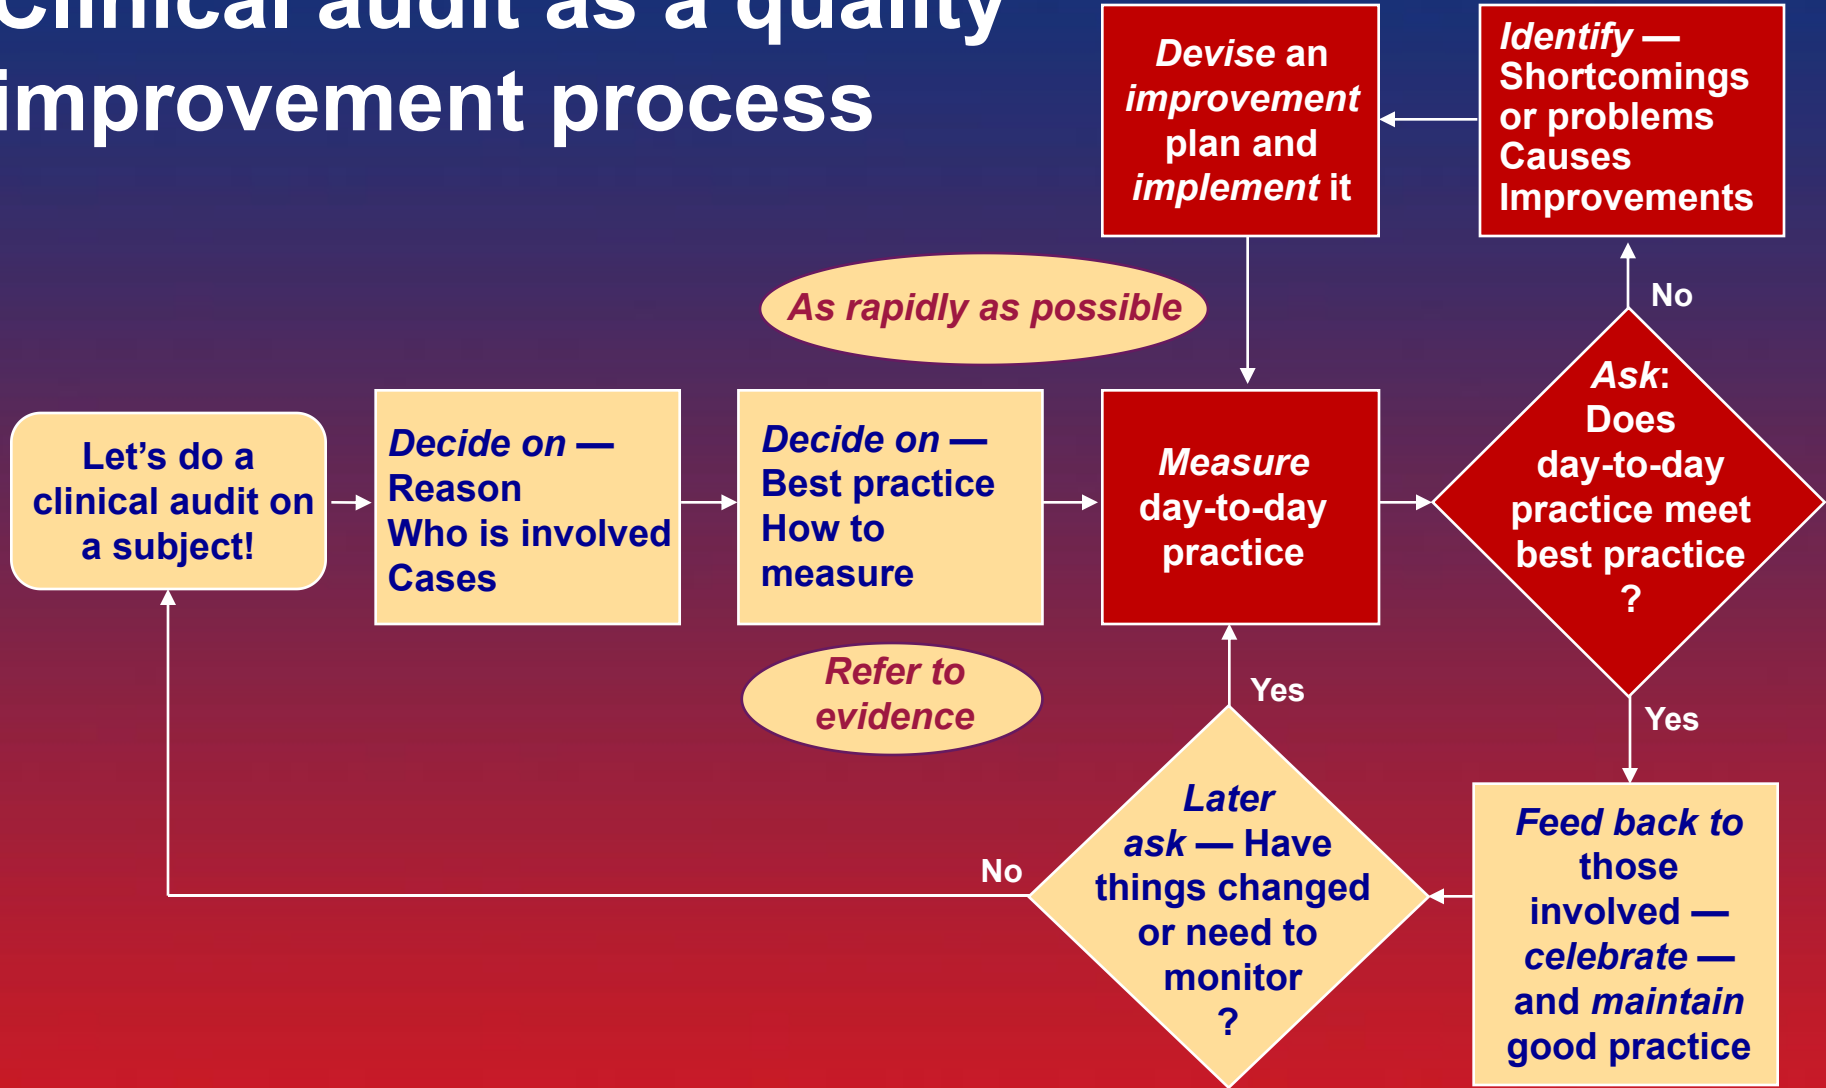 Clinical audit as a quality
improvement process
Devise an
improvement
plan and
implement it
Identify —
Shortcomings
or problems
Causes
Improvements
As rapidly as possible
No
Let's do a
clinical audit on
a subject!
Decide on —
Reason
Who is involved
Cases
Decide on —
Best practice
How to
measure
Measure
day-to-day
practice
Ask:
Does
day-to-day
practice meet
best practice
?
Refer to
evidence
Yes
Yes
Later
ask — Have
things changed
or need to
monitor
?
No
Feed back to
those
involved —
celebrate —
and maintain
good practice